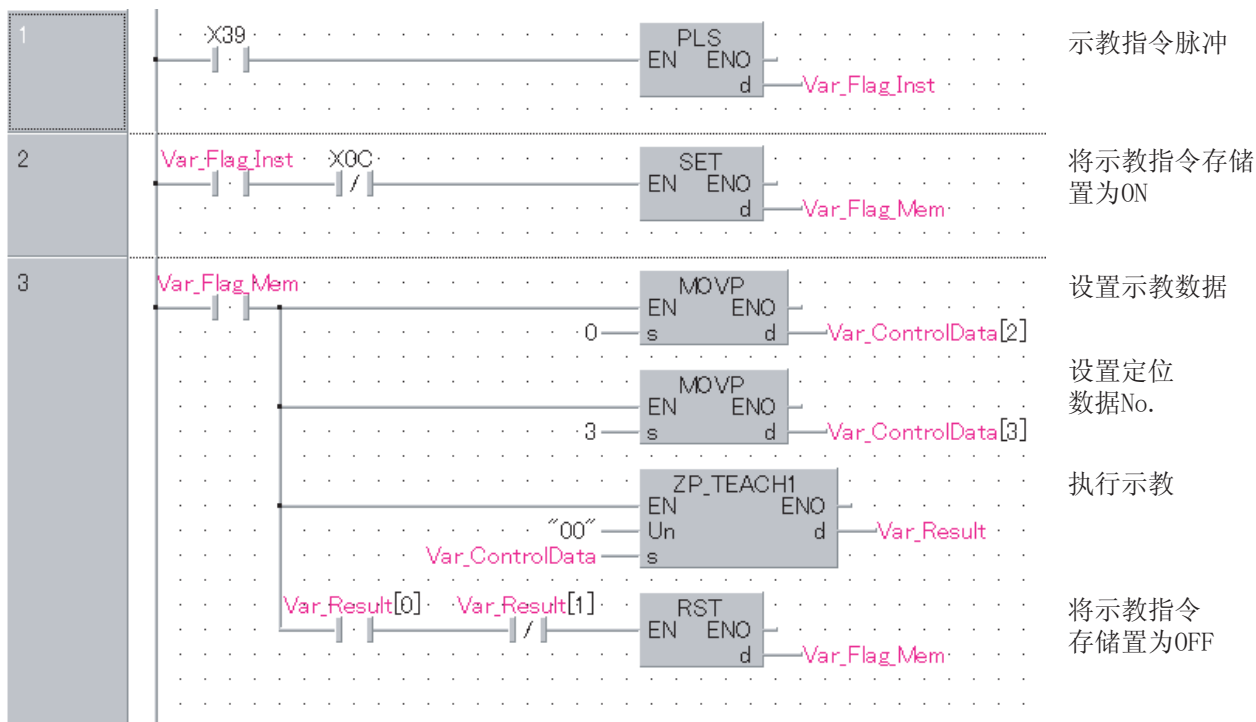 1
X39
PLS
EN ENO
d
Var_Flag_Inst
示教指令脉冲
2
Var_Flag_Inst
X0C
SET
EN ENO
d
Var_Flag_Mem
将示教指令存储
置为ON
3
Var_Flag_Mem
MOVP
EN ENO
0
s d
Var_ControlData[2]
设置示教数据
MOVP
EN ENO
3
s d
Var_ControlData[3]
设置定位
数据No.
ZP_TEACH1
EN ENO
"00"
Un d
Var_Result
Var_ControlData
s
执行示教
Var_Result[0]
Var_Result[1]
RST
EN ENO
d
Var_Flag_Mem
将示教指令
存储置为OFF